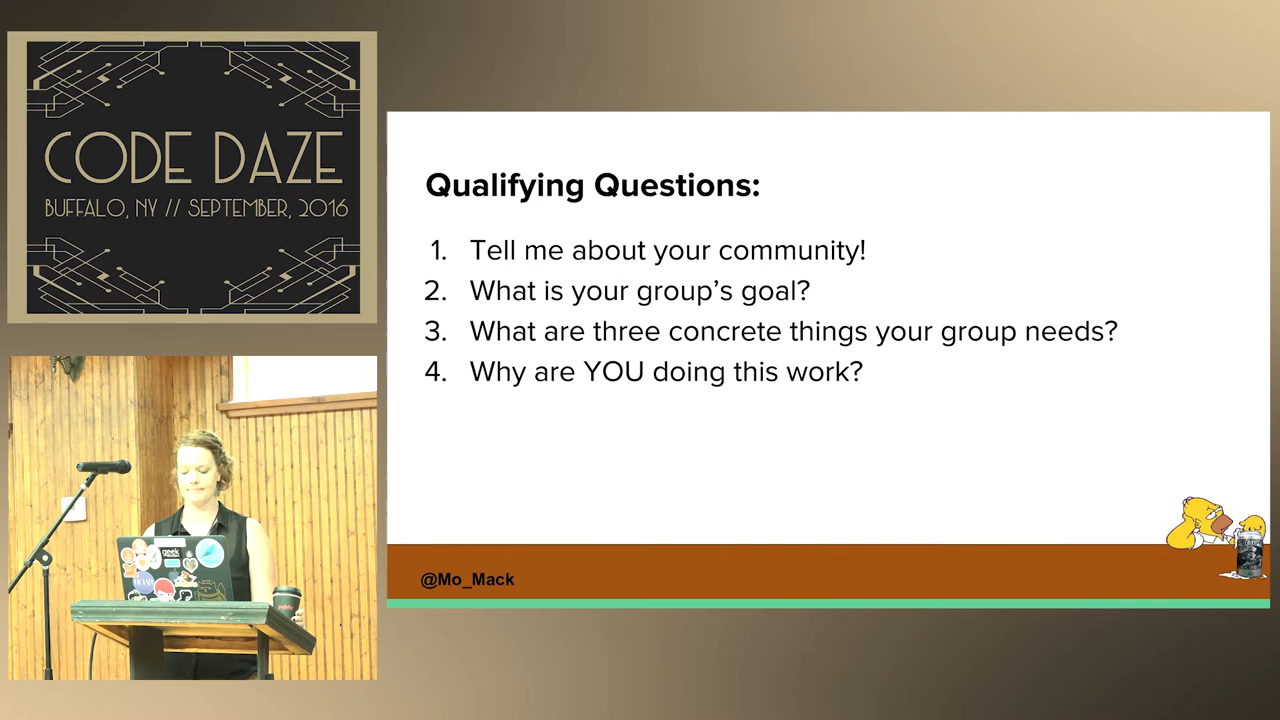 CODE DAZE
BUFFALO, NY // SEPTEMBER, 2016
Qualifying Questions:
1. Tell me about your community!
2. What is your group's goal?
3. What are three concrete things your group needs?
4. Why are YOU doing this work?
@Mo_Mack
geek